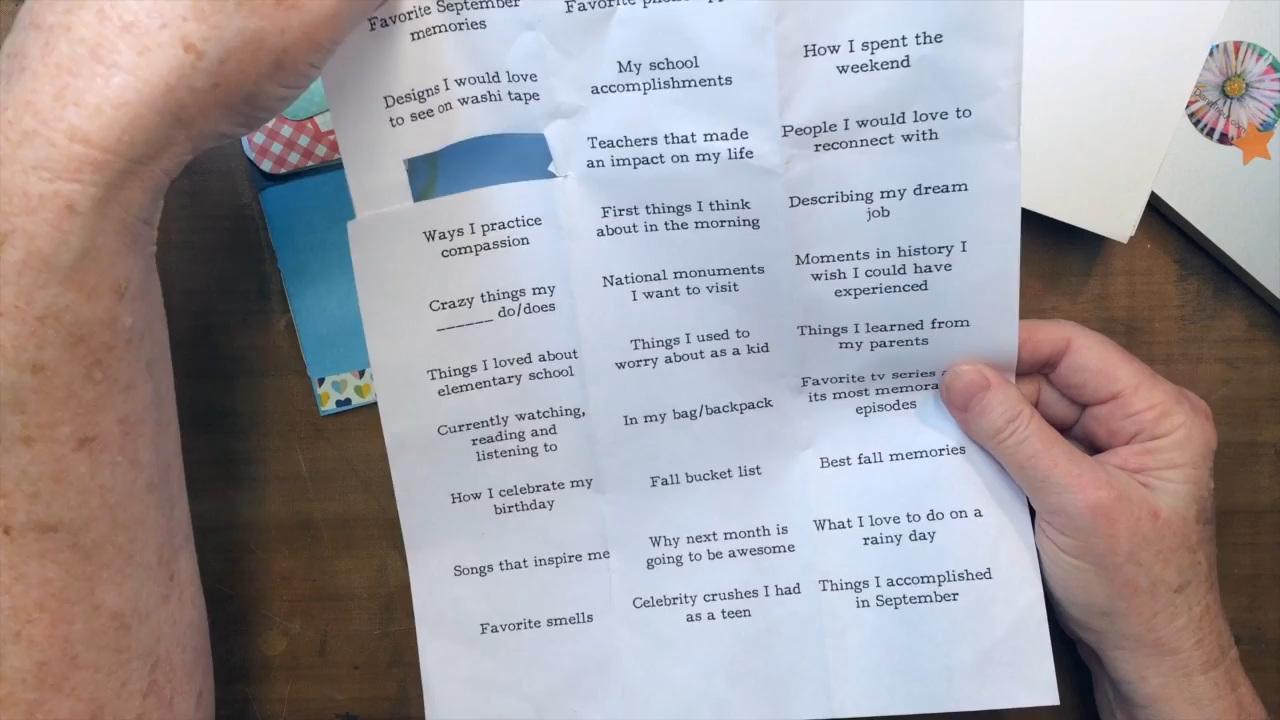 Favorite September
memories
Favorite
Designs I would love
to see on washi tape
My school
accomplishments
How I spent the
weekend
Teachers that made
an impact on my life
People I would love to
reconnect with
Ways I practice
compassion
First things I think
about in the morning
Describing my dream
job
Crazy things my
______ do/does
National monuments
I want to visit
Moments in history I
wish I could have
experienced
Things I loved about
elementary school
Things I used to
worry about as a kid
Things I learned from
my parents
Currently watching,
reading and
listening to
In my bag/backpack
Favorite tv series
its most
episodes
How I celebrate my
birthday
Fall bucket list
Best fall memories
Songs that inspire me
Why next month is
going to be awesome
What I love to do on a
rainy day
Favorite smells
Celebrity crushes I had
as a teen
Things I accomplished
in September